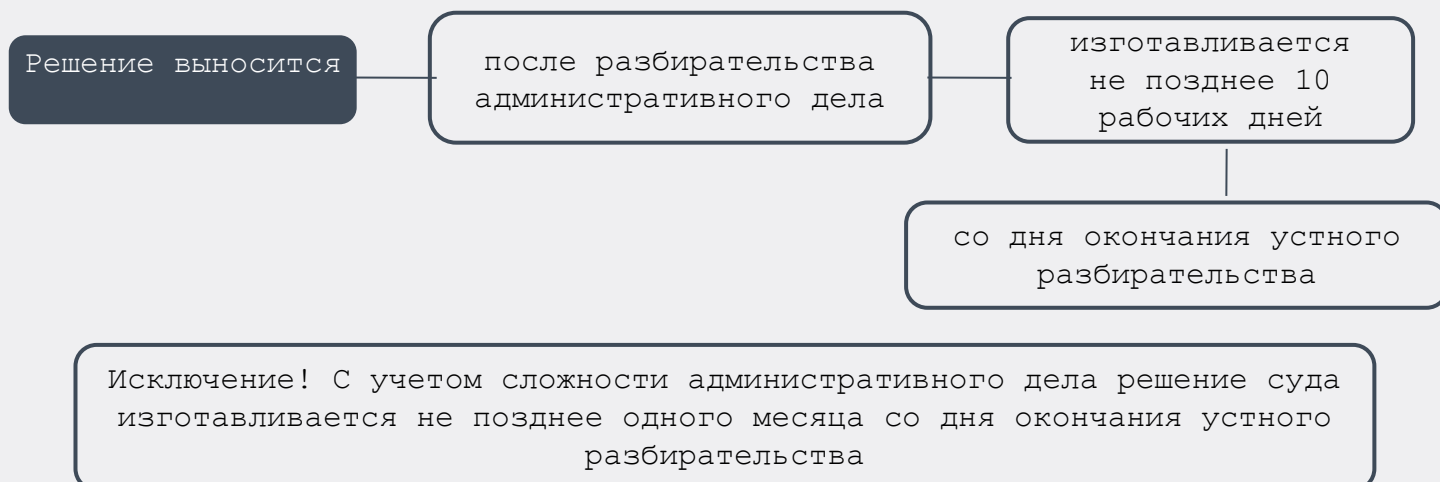 Решение выносится
после разбирательства
административного дела
изготавливается
не позднее 10
рабочих дней
со дня окончания устного
разбирательства
Исключение! С учетом сложности административного дела решение суда
изготавливается не позднее одного месяца со дня окончания устного
разбирательства